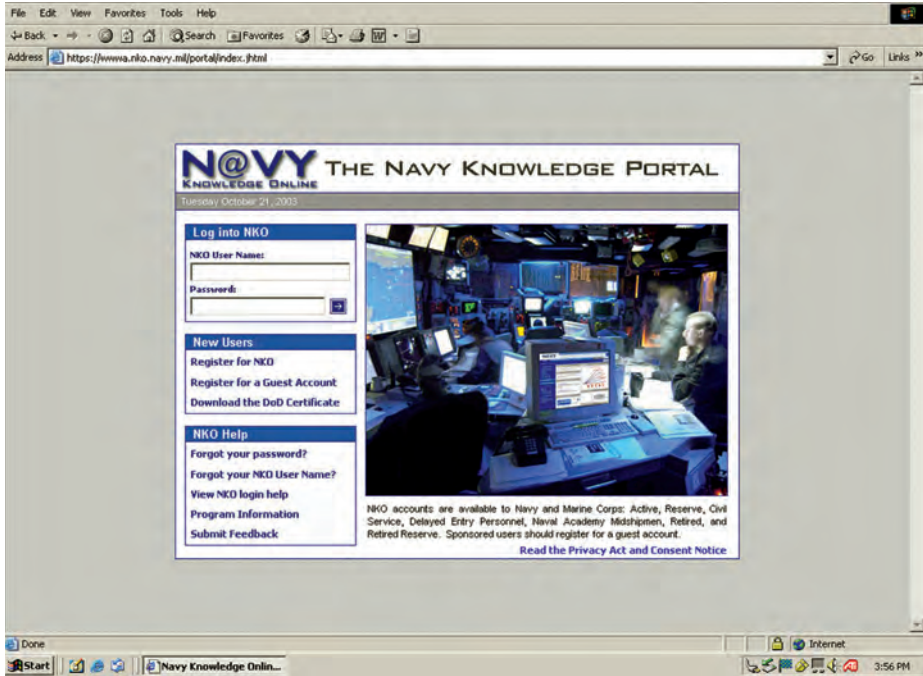 File Edit View Favorites Tools Help
Back Search Favorites
Address https://wwwa.nko.navy.mil/portal/index.jhtml Go Links »
N@VY THE NAVY KNOWLEDGE PORTAL
KNOWLEDGE ONLINE
Tuesday October 21, 2003
Log into NKO
NKO User Name:
Password:
New Users
Register for NKO
Register for a Guest Account
Download the DoD Certificate
NKO Help
Forgot your password?
Forgot your NKO User Name?
View NKO login help
Program Information
Submit Feedback
NKO accounts are available to Navy and Marine Corps: Active, Reserve, Civil
Service, Delayed Entry Personnel, Naval Academy Midshipmen, Retired, and
Retired Reserve. Sponsored users should register for a guest account.
Read the Privacy Act and Consent Notice
Done Internet
Start Navy Knowledge Onlin... 3:56 PM